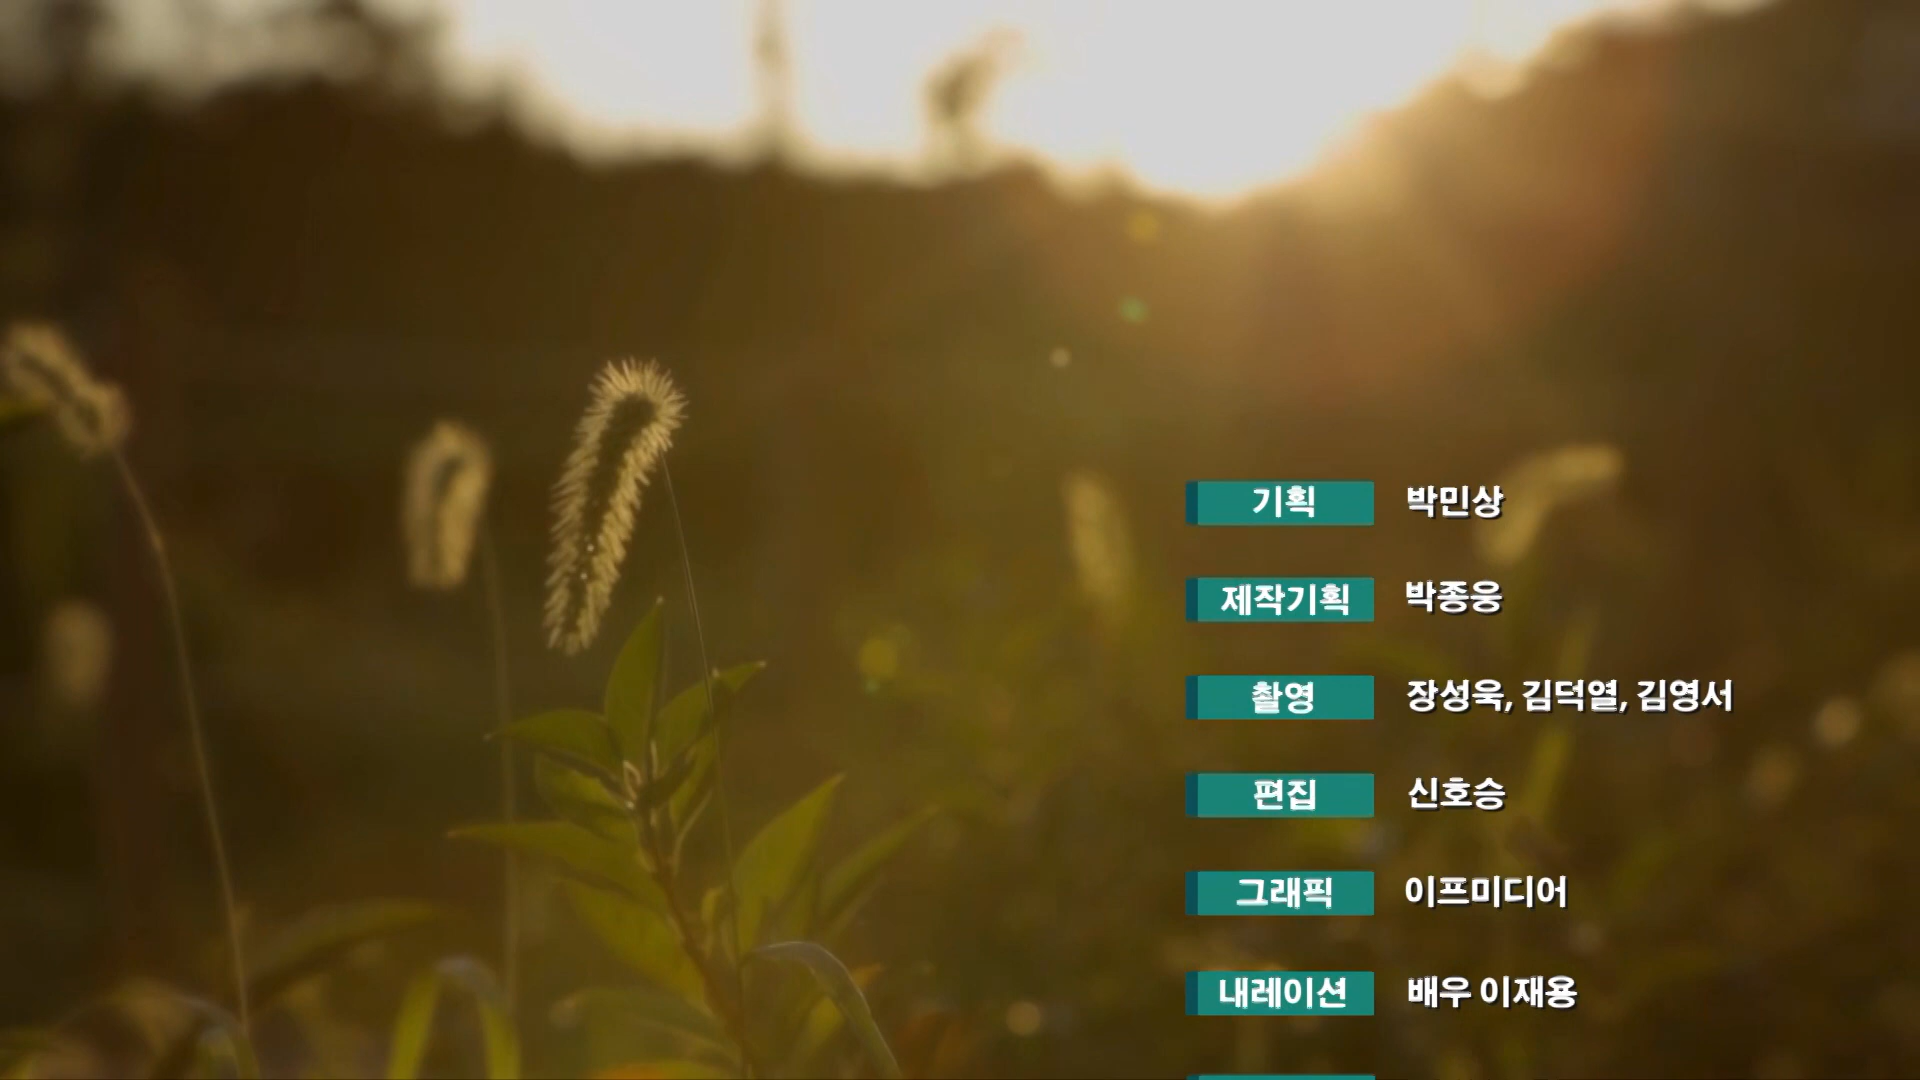 기획 박민상
제작기획 박종웅
촬영 장성욱, 김덕열, 김영서
편집 신호승
그래픽 이프미디어
내레이션 배우 이재용